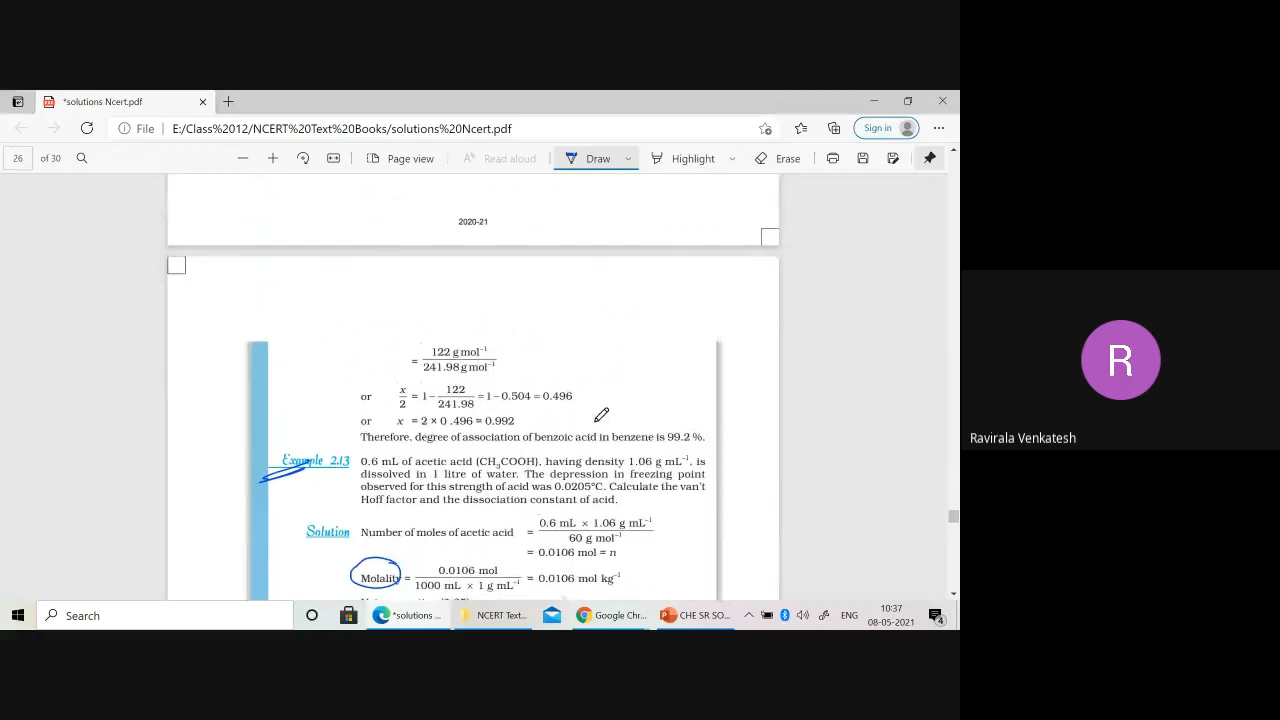 *solutions Ncert.pdf
File E:/Class%2012/NCERT%20Text%20Books/solutions%20Ncert.pdf
Sign in
26 of 30
Page view
Read aloud
Draw
Highlight
Erase
2020-21
= 122 g mol⁻¹ / 241.98 g mol⁻¹
or x/2 = 1 − 122/241.98 = 1 − 0.504 = 0.496
or x = 2 × 0 .496 = 0.992
Therefore, degree of association of benzoic acid in benzene is 99.2 %.
Example 2.13
0.6 mL of acetic acid (CH₃COOH), having density 1.06 g mL⁻¹, is
dissolved in 1 litre of water. The depression in freezing point
observed for this strength of acid was 0.0205°C. Calculate the van't
Hoff factor and the dissociation constant of acid.
Solution
Number of moles of acetic acid = 0.6 mL × 1.06 g mL⁻¹ / 60 g mol⁻¹
= 0.0106 mol = n
Molality = 0.0106 mol / 1000 mL × 1 g mL⁻¹ = 0.0106 mol kg⁻¹
Search
*solutions ...
NCERT Text...
Google Chr...
CHE SR SO...
ENG
10:37
08-05-2021
4
R
Ravirala Venkatesh